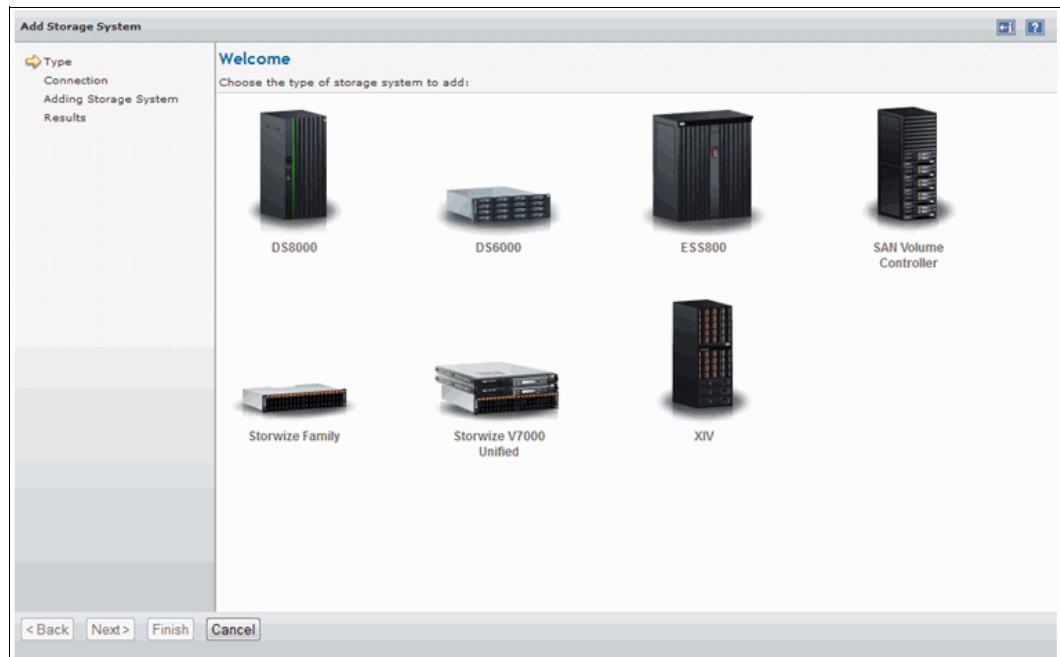 Add Storage System
Type
Connection
Adding Storage System
Results
Welcome
Choose the type of storage system to add:
DS8000
DS6000
ESS800
SAN Volume
Controller
Storwize Family
Storwize V7000
Unified
XIV
< Back
Next >
Finish
Cancel